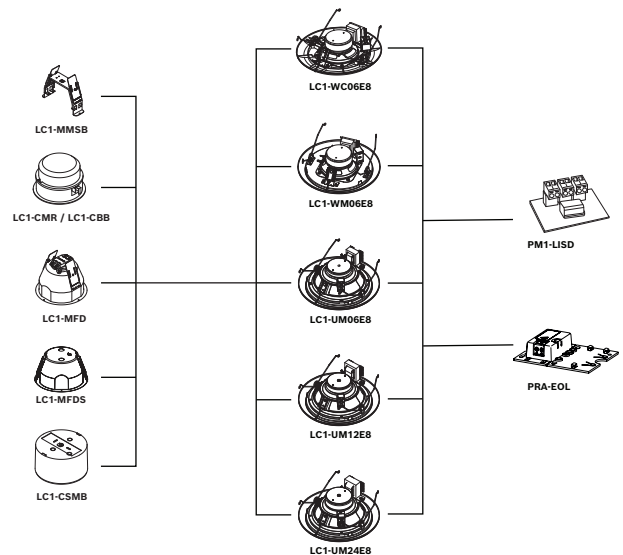 LC1-MMSB
LC1-CMR / LC1-CBB
LC1-MFD
LC1-MFDS
LC1-CSMB
LC1-WC06E8
LC1-WM06E8
LC1-UM06E8
LC1-UM12E8
LC1-UM24E8
PM1-LISD
PRA-EOL